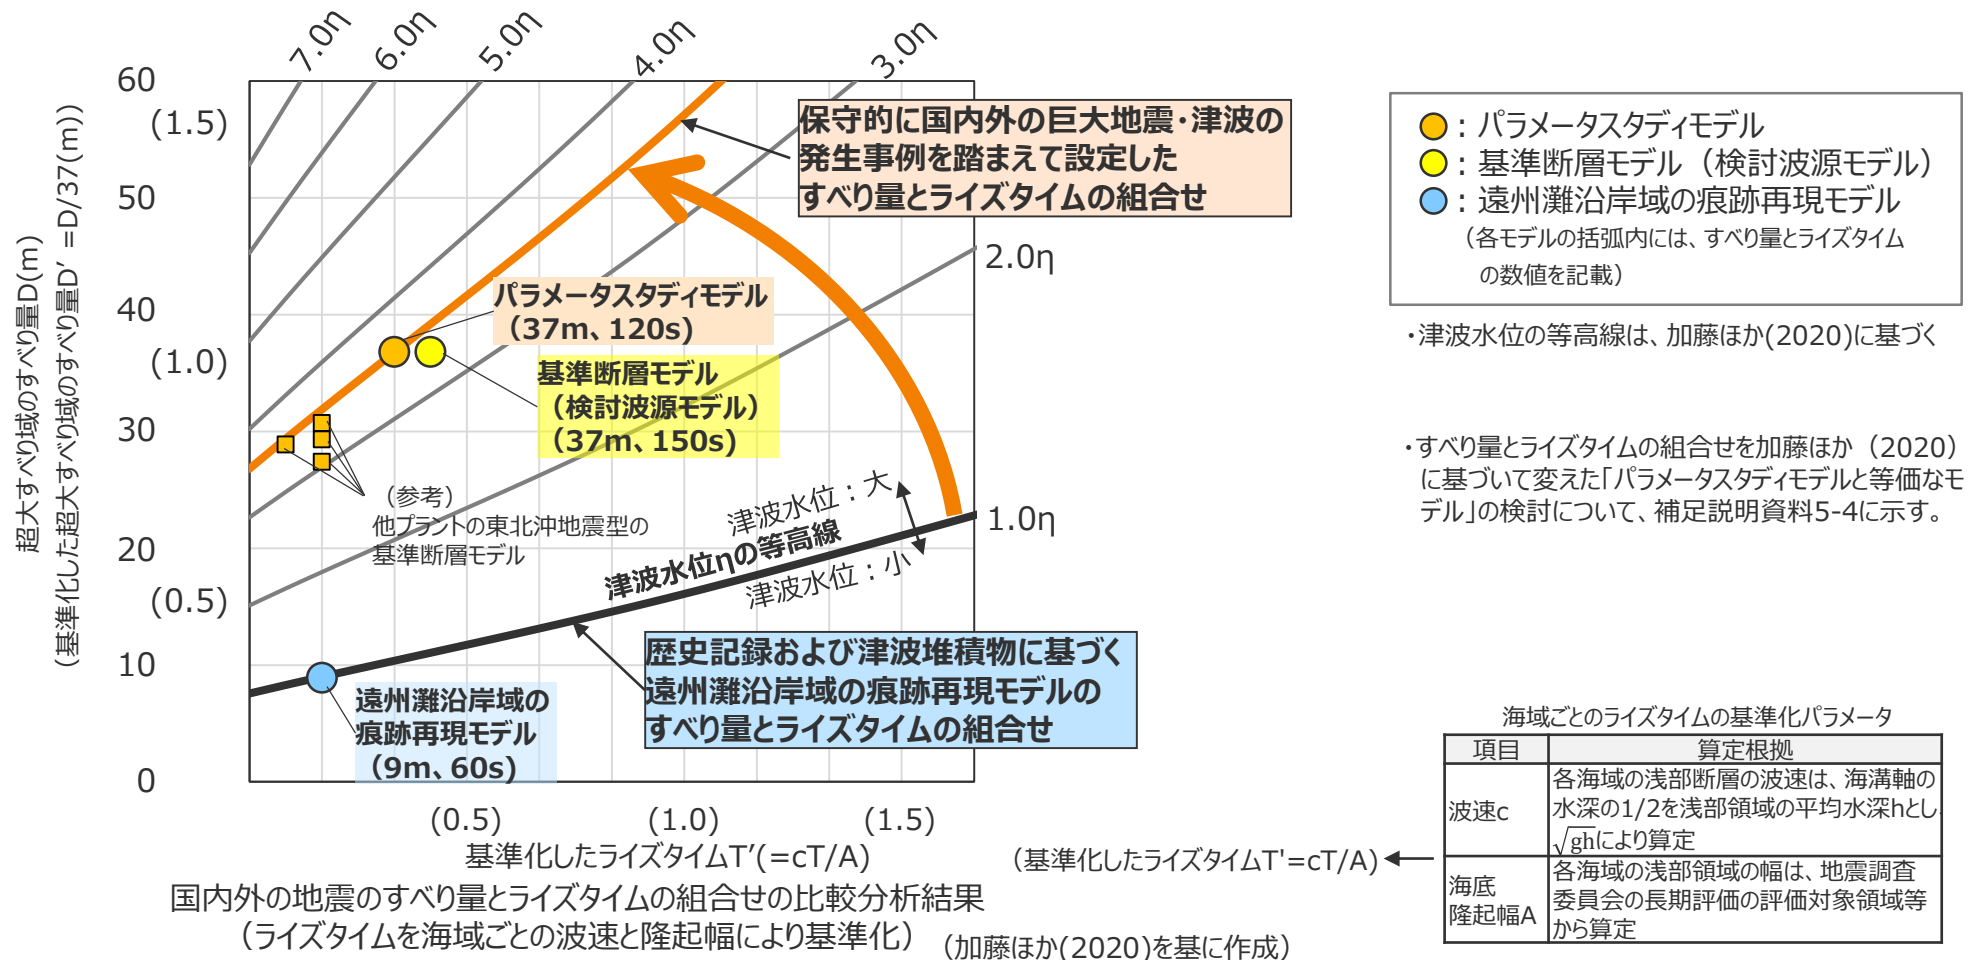 7.0η
6.0η
5.0η
4.0η
3.0η
2.0η
1.0η
60
(1.5)
50
40
(1.0)
30
20
(0.5)
10
0
超大すべり域のすべり量D(m)
(基準化した超大すべり域のすべり量D′ =D/37(m))
保守的に国内外の巨大地震・津波の
発生事例を踏まえて設定した
すべり量とライズタイムの組合せ
パラメータスタディモデル
(37m、120s)
基準断層モデル
(検討波源モデル)
(37m、150s)
(参考)
他プラントの東北沖地震型の
基準断層モデル
津波水位：大
津波水位ηの等高線
津波水位：小
歴史記録および津波堆積物に基づく
遠州灘沿岸域の痕跡再現モデルの
すべり量とライズタイムの組合せ
遠州灘沿岸域の
痕跡再現モデル
(9m、60s)
(0.5)
(1.0)
(1.5)
基準化したライズタイムT′(=cT/A)
(基準化したライズタイムT'=cT/A)
国内外の地震のすべり量とライズタイムの組合せの比較分析結果
(ライズタイムを海域ごとの波速と隆起幅により基準化)
(加藤ほか(2020)を基に作成)
：パラメータスタディモデル
：基準断層モデル（検討波源モデル）
：遠州灘沿岸域の痕跡再現モデル
（各モデルの括弧内には、すべり量とライズタイム
の数値を記載）
・津波水位の等高線は、加藤ほか(2020)に基づく
・すべり量とライズタイムの組合せを加藤ほか（2020）
に基づいて変えた「パラメータスタディモデルと等価なモ
デル」の検討について、補足説明資料5-4に示す。
海域ごとのライズタイムの基準化パラメータ
項目
算定根拠
波速c
各海域の浅部断層の波速は、海溝軸の
水深の1/2を浅部領域の平均水深hとし、
√ghにより算定
海底
隆起幅A
各海域の浅部領域の幅は、地震調査
委員会の長期評価の評価対象領域等
から算定